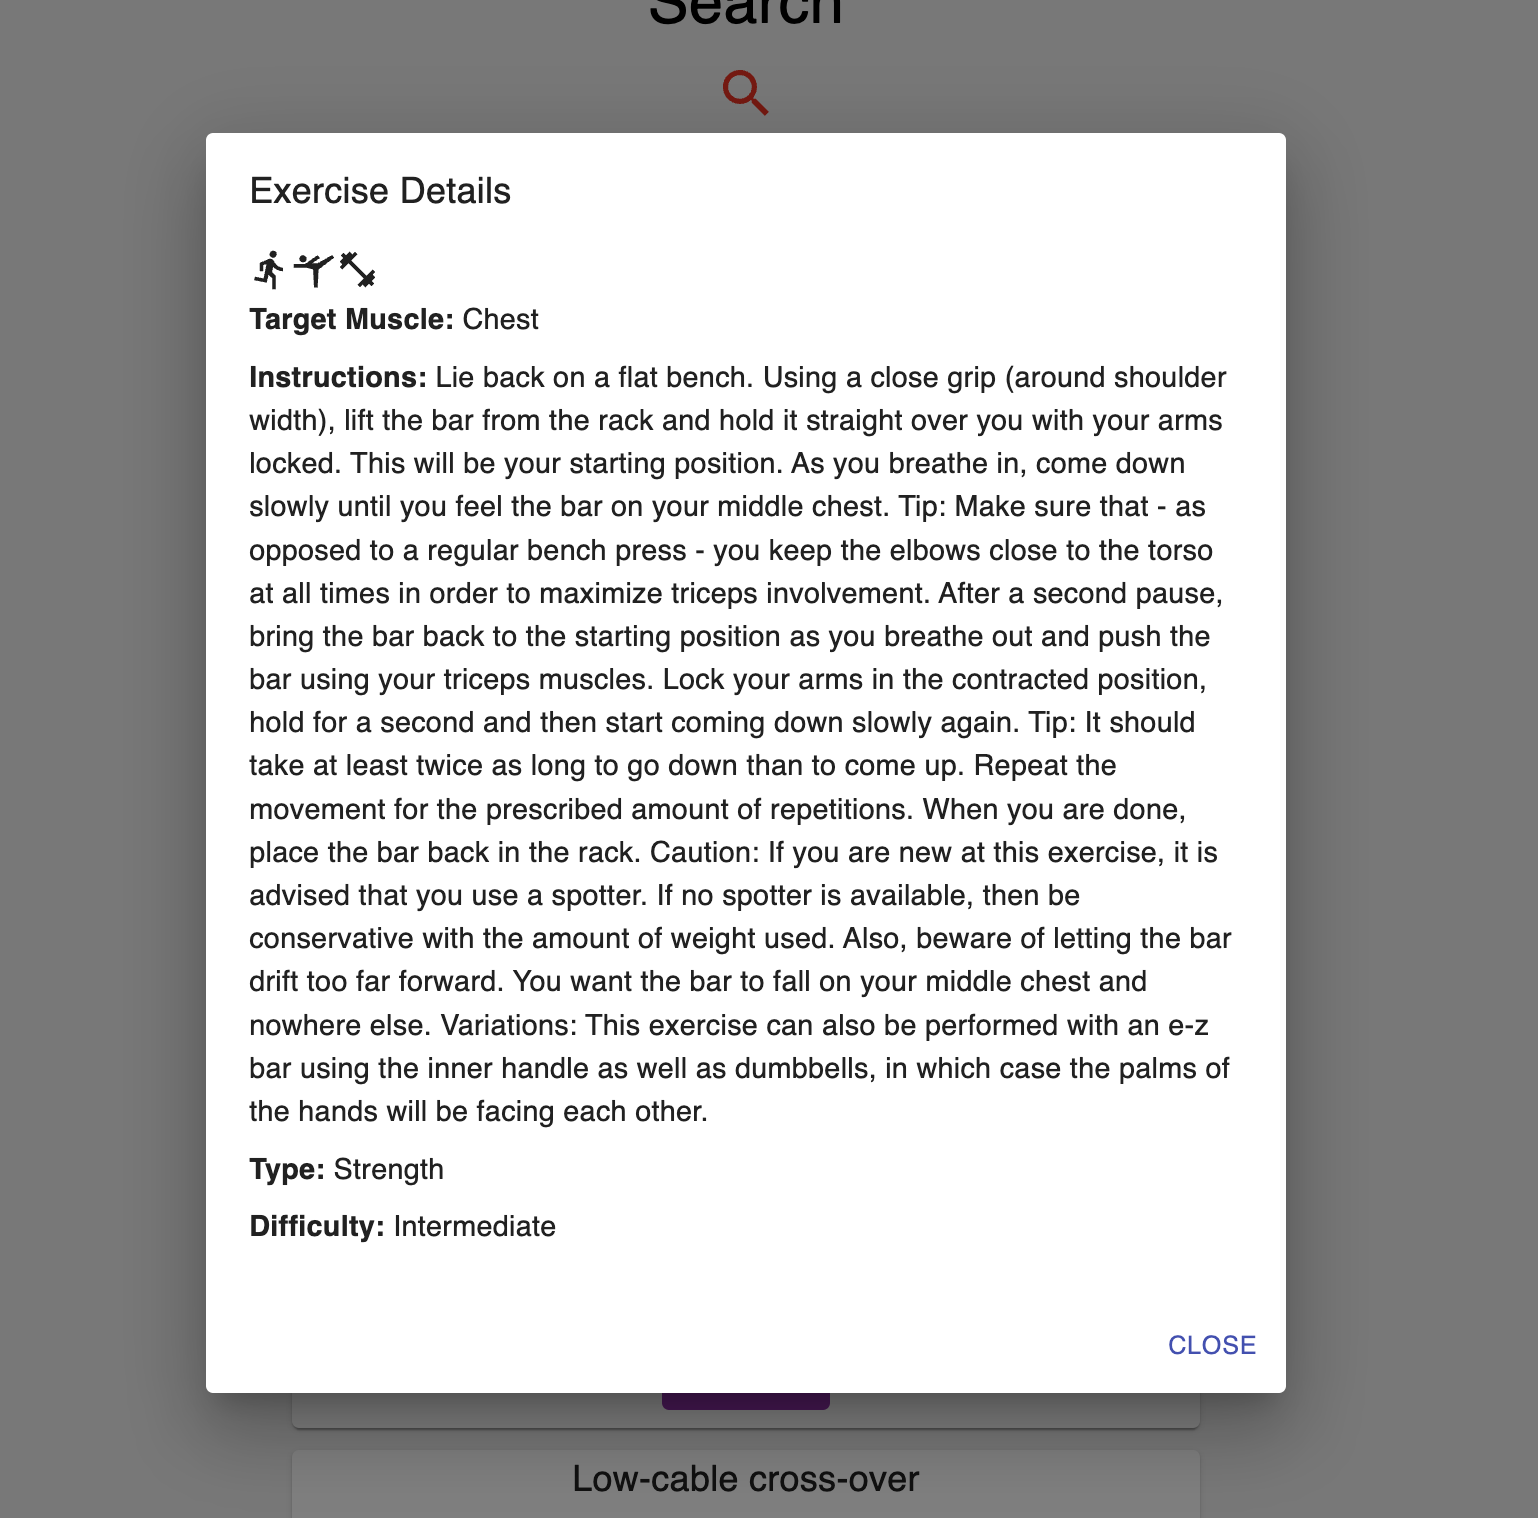 Search
Exercise Details
Target Muscle: Chest
Instructions: Lie back on a flat bench. Using a close grip (around shoulder
width), lift the bar from the rack and hold it straight over you with your arms
locked. This will be your starting position. As you breathe in, come down
slowly until you feel the bar on your middle chest. Tip: Make sure that - as
opposed to a regular bench press - you keep the elbows close to the torso
at all times in order to maximize triceps involvement. After a second pause,
bring the bar back to the starting position as you breathe out and push the
bar using your triceps muscles. Lock your arms in the contracted position,
hold for a second and then start coming down slowly again. Tip: It should
take at least twice as long to go down than to come up. Repeat the
movement for the prescribed amount of repetitions. When you are done,
place the bar back in the rack. Caution: If you are new at this exercise, it is
advised that you use a spotter. If no spotter is available, then be
conservative with the amount of weight used. Also, beware of letting the bar
drift too far forward. You want the bar to fall on your middle chest and
nowhere else. Variations: This exercise can also be performed with an e-z
bar using the inner handle as well as dumbbells, in which case the palms of
the hands will be facing each other.
Type: Strength
Difficulty: Intermediate
CLOSE
Low-cable cross-over